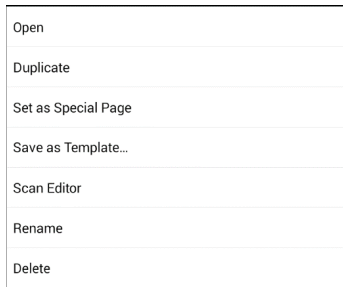 Open
Duplicate
Set as Special Page
Save as Template...
Scan Editor
Rename
Delete